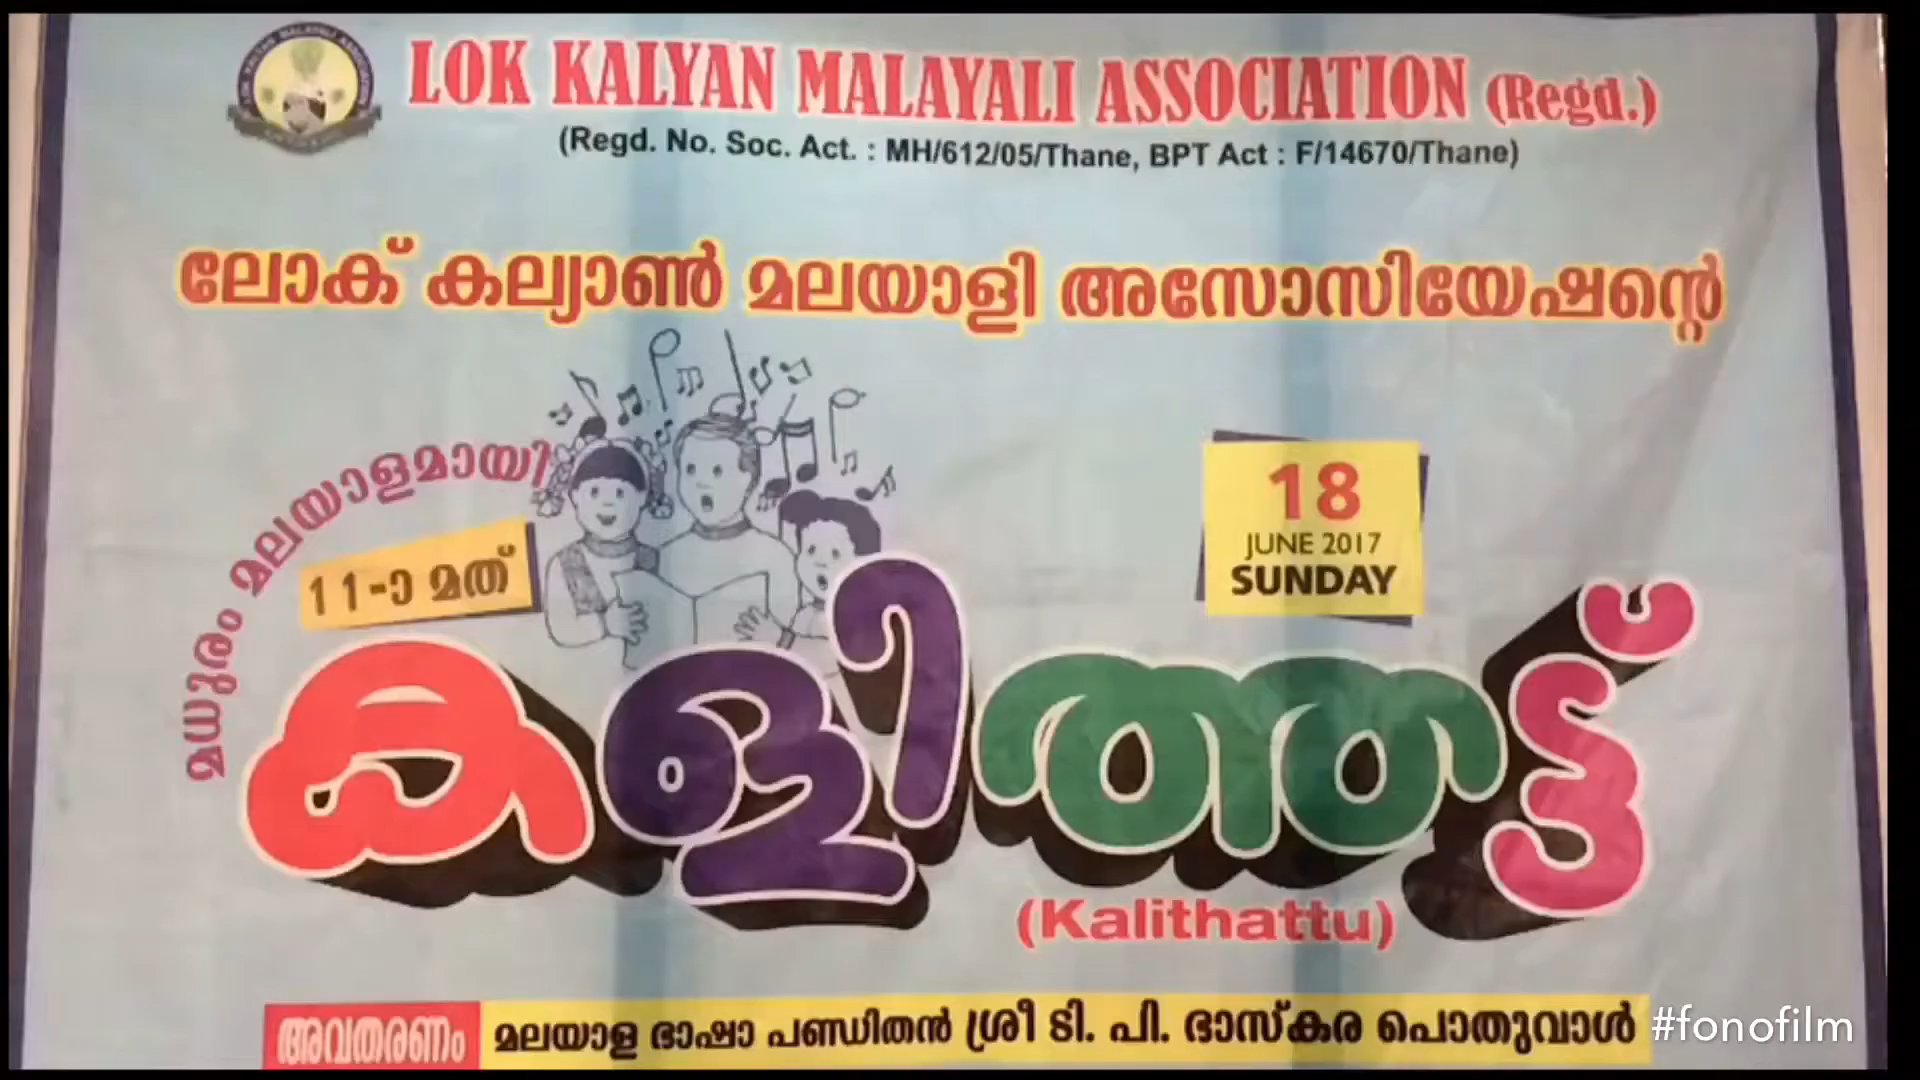 LOK KALYAN MALAYALI ASSOCIATION (Regd.)
(Regd. No. Soc. Act. : MH/612/05/Thane, BPT Act : F/14670/Thane)
ലോക് കല്യാൺ മലയാളി അസോസിയേഷന്റെ
മധുരം മലയാളമായി
11-ാ മത്
18
JUNE 2017
SUNDAY
കളിത്തട്ട്
(Kalithattu)
അവതരണം മലയാള ഭാഷാ പണ്ഡിതൻ ശ്രീ ടി. പി. ഭാസ്കര പൊതുവാൾ
#fonofilm